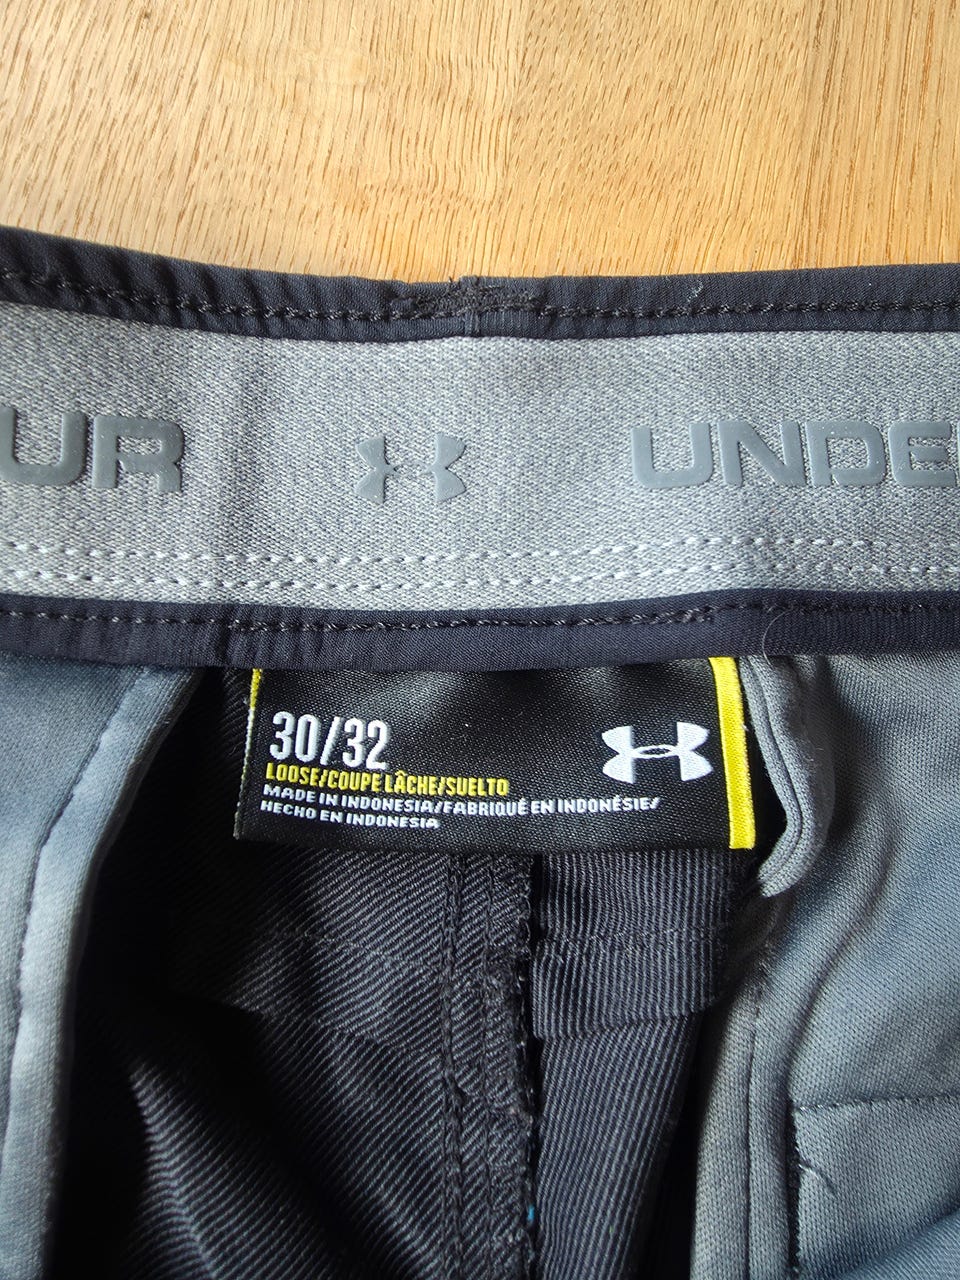 UR UNDE
30/32
LOOSE/COUPE LÂCHE/SUELTO
MADE IN INDONESIA/FABRIQUÉ EN INDONÉSIE/
HECHO EN INDONESIA